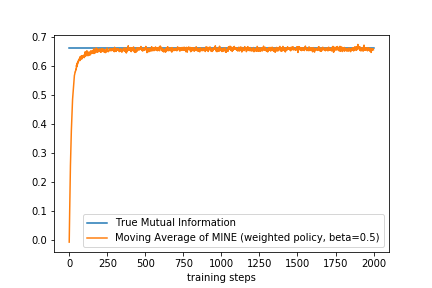 0.7
0.6
0.5
0.4
0.3
0.2
0.1
0.0
True Mutual Information
Moving Average of MINE (weighted policy, beta=0.5)
0 250 500 750 1000 1250 1500 1750 2000
training steps